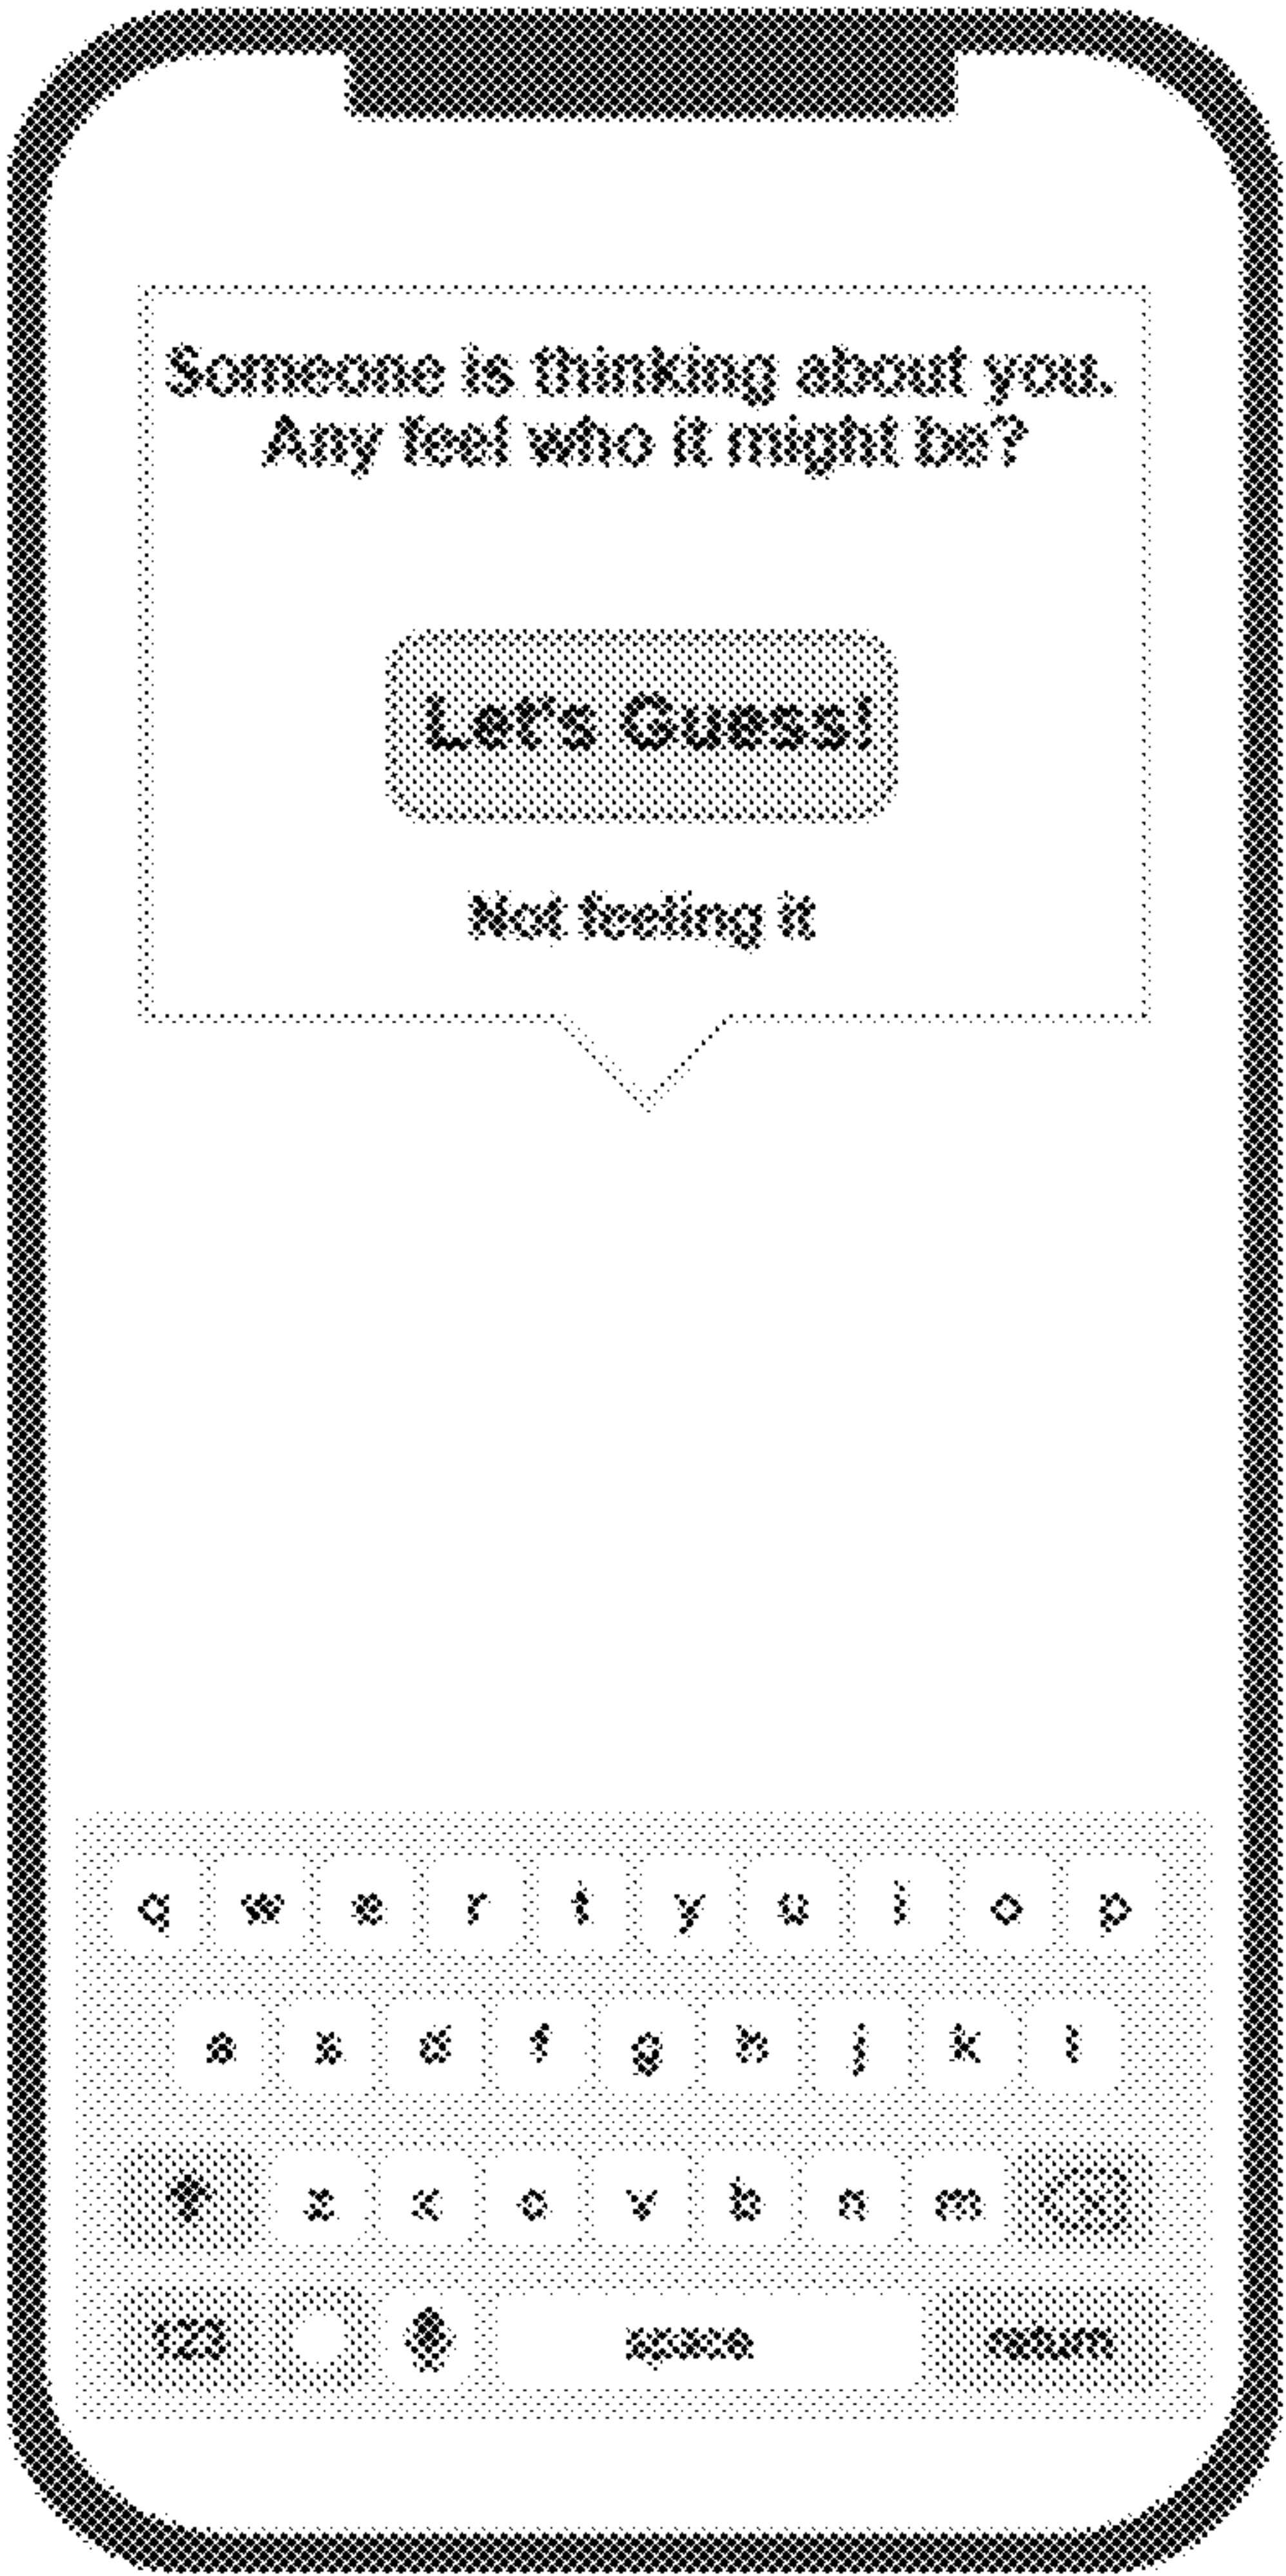 Someone is thinking about you.
Any feel who it might be?
Let's Guess!
Not feeling it
q w e r t y u i o p
a s d f g h j k l
z x c v b n m
123 space return